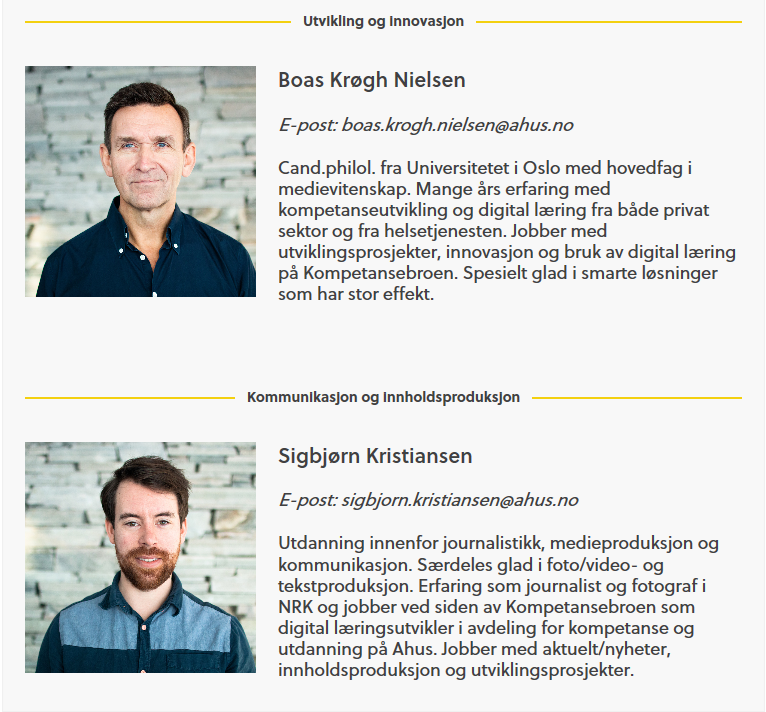 Utvikling og innovasjon
Boas Krøgh Nielsen
E-post: boas.krogh.nielsen@ahus.no
Cand.philol. fra Universitetet i Oslo med hovedfag i
medievitenskap. Mange års erfaring med
kompetanseutvikling og digital læring fra både privat
sektor og fra helsetjenesten. Jobber med
utviklingsprosjekter, innovasjon og bruk av digital læring
på Kompetansebroen. Spesielt glad i smarte løsninger
som har stor effekt.
Kommunikasjon og innholdsproduksjon
Sigbjørn Kristiansen
E-post: sigbjorn.kristiansen@ahus.no
Utdanning innenfor journalistikk, medieproduksjon og
kommunikasjon. Særdeles glad i foto/video- og
tekstproduksjon. Erfaring som journalist og fotograf i
NRK og jobber ved siden av Kompetansebroen som
digital læringsutvikler i avdeling for kompetanse og
utdanning på Ahus. Jobber med aktuelt/nyheter,
innholdsproduksjon og utviklingsprosjekter.